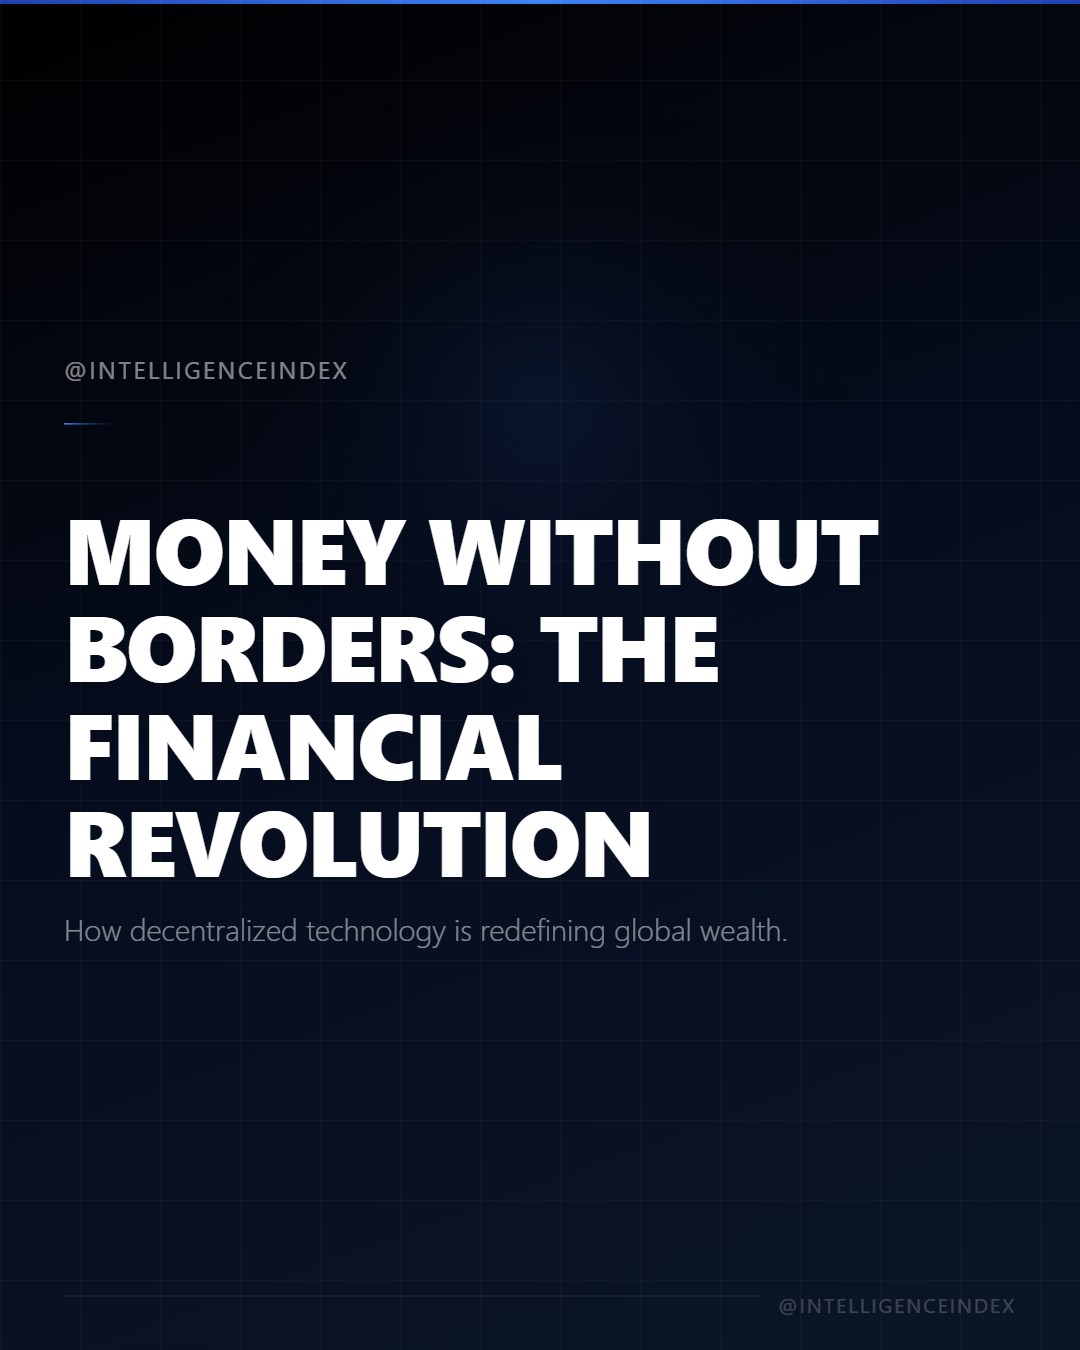 @INTELLIGENCEINDEX
MONEY WITHOUT
BORDERS: THE
FINANCIAL
REVOLUTION
How decentralized technology is redefining global wealth.
@INTELLIGENCEINDEX